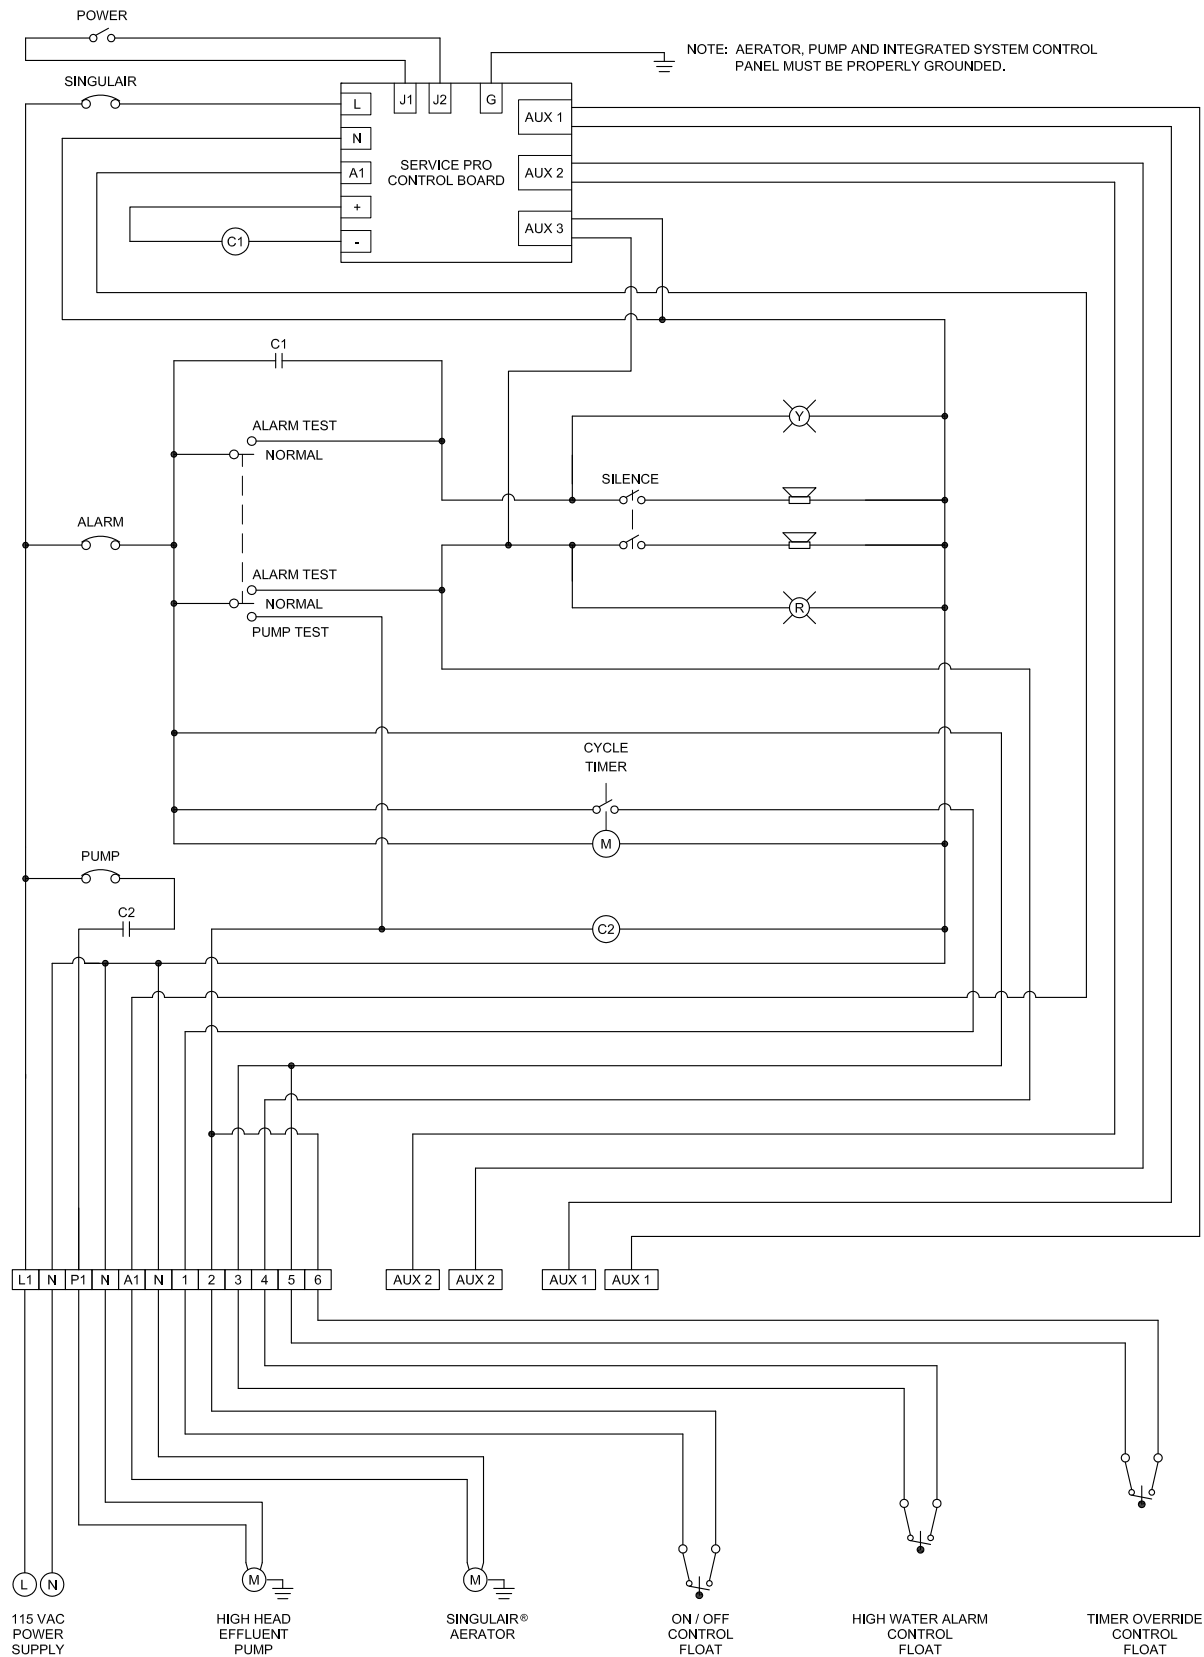 POWER
NOTE: AERATOR, PUMP AND INTEGRATED SYSTEM CONTROL
PANEL MUST BE PROPERLY GROUNDED.
SINGULAIR
L
J1
J2
G
AUX 1
N
SERVICE PRO
CONTROL BOARD
A1
AUX 2
+
AUX 3
-
C1
C1
ALARM TEST
NORMAL
Y
SILENCE
ALARM
ALARM TEST
NORMAL
PUMP TEST
R
CYCLE
TIMER
M
PUMP
C2
C2
L1 N P1 N A1 N 1 2 3 4 5 6
AUX 2
AUX 2
AUX 1
AUX 1
L
N
M
M
115 VAC
POWER
SUPPLY
HIGH HEAD
EFFLUENT
PUMP
SINGULAIR®
AERATOR
ON / OFF
CONTROL
FLOAT
HIGH WATER ALARM
CONTROL
FLOAT
TIMER OVERRIDE
CONTROL
FLOAT